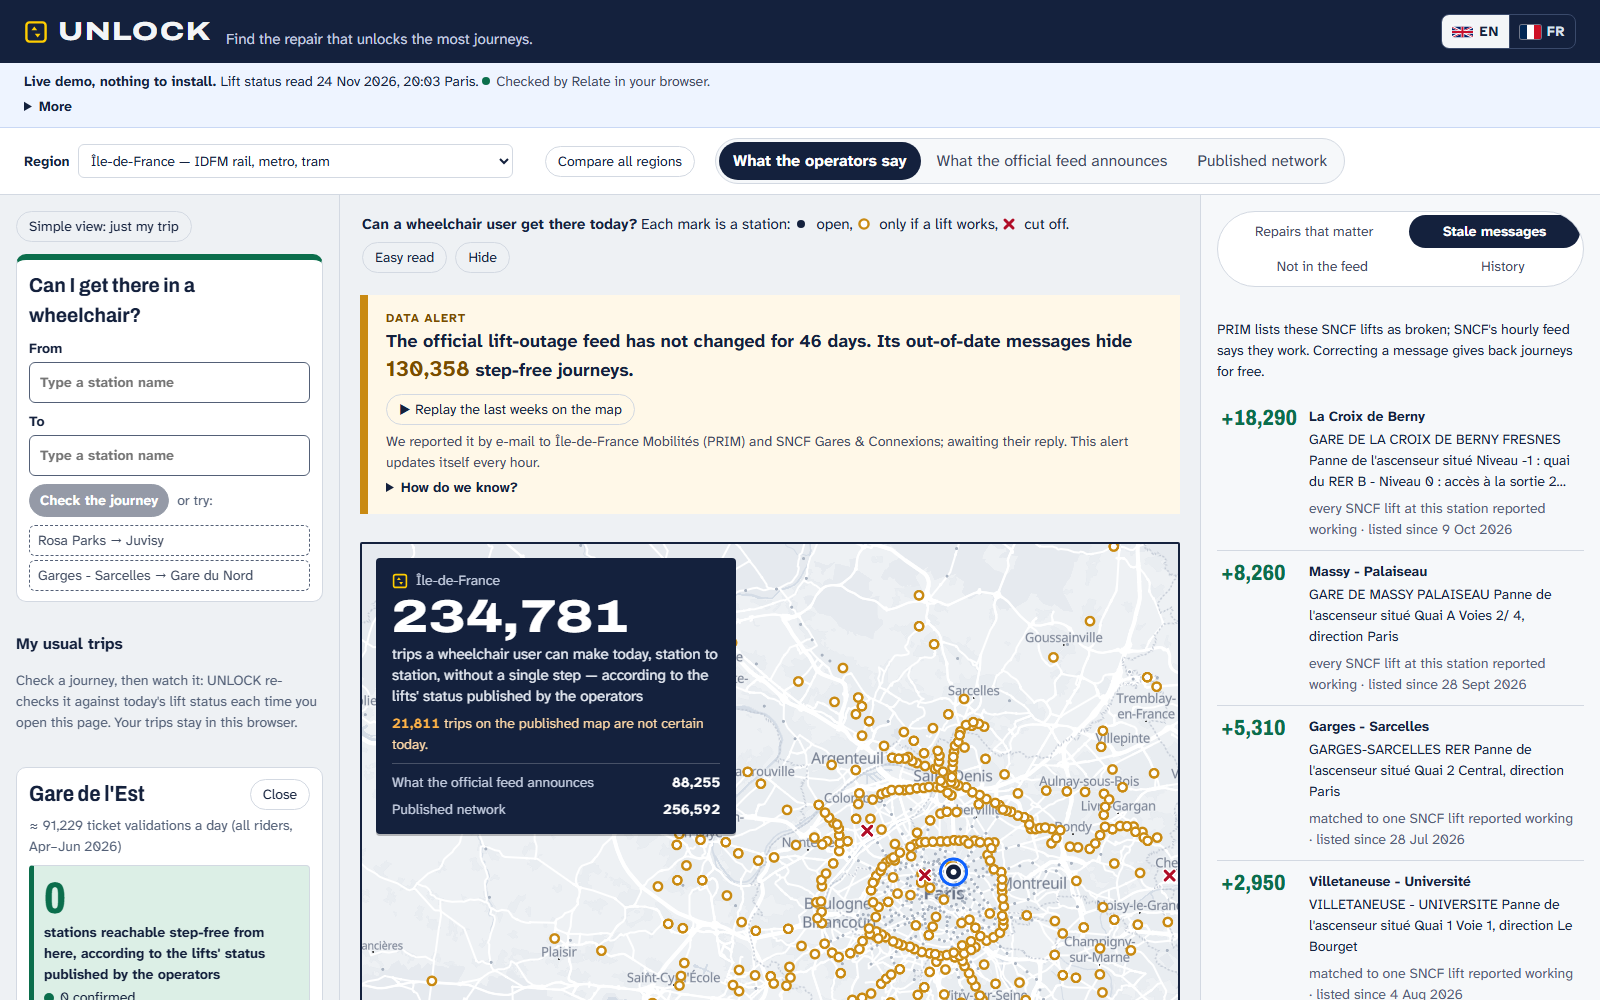 UNLOCK
Find the repair that unlocks the most journeys.
EN
FR
Live demo, nothing to install. Lift status read 24 Nov 2026, 20:03 Paris. Checked by Relate in your browser.
More
Region
Île-de-France — IDFM rail, metro, tram
Compare all regions
What the operators say
What the official feed announces
Published network
Simple view: just my trip
Can I get there in a
wheelchair?
From
Type a station name
To
Type a station name
Check the journey
or try:
Rosa Parks → Juvisy
Garges - Sarcelles → Gare du Nord
My usual trips
Check a journey, then watch it: UNLOCK re-
checks it against today's lift status each time you
open this page. Your trips stay in this browser.
Gare de l'Est
Close
≈ 91,229 ticket validations a day (all riders,
Apr–Jun 2026)
0
stations reachable step-free from
here, according to the lifts' status
published by the operators
0 confirmed
Can a wheelchair user get there today? Each mark is a station: open, only if a lift works, cut off.
Easy read
Hide
DATA ALERT
The official lift-outage feed has not changed for 46 days. Its out-of-date messages hide
130,358 step-free journeys.
Replay the last weeks on the map
We reported it by e-mail to Île-de-France Mobilités (PRIM) and SNCF Gares & Connexions; awaiting their reply. This alert
updates itself every hour.
How do we know?
Île-de-France
234,781
trips a wheelchair user can make today, station to
station, without a single step — according to the
lifts' status published by the operators
21,811 trips on the published map are not certain
today.
What the official feed announces 88,255
Published network 256,592
Goussainville
Sarcelles
Tremblay-
en-France
Villepinte
Argenteuil
Denis
Aulnay-sous-Bois
Gargan
Montreuil
Paris
Boulogne
Champigny-
sur-Marne
Plaisir
Repairs that matter
Stale messages
Not in the feed
History
PRIM lists these SNCF lifts as broken; SNCF's hourly feed
says they work. Correcting a message gives back journeys
for free.
+18,290
La Croix de Berny
GARE DE LA CROIX DE BERNY FRESNES
Panne de l'ascenseur situé Niveau -1 : quai
du RER B - Niveau 0 : accès à la sortie 2...
every SNCF lift at this station reported
working · listed since 9 Oct 2026
+8,260
Massy - Palaiseau
GARE DE MASSY PALAISEAU Panne de
l'ascenseur situé Quai A Voies 2/ 4,
direction Paris
every SNCF lift at this station reported
working · listed since 28 Sept 2026
+5,310
Garges - Sarcelles
GARGES-SARCELLES RER Panne de
l'ascenseur situé Quai 2 Central, direction
Paris
matched to one SNCF lift reported working
· listed since 28 Jul 2026
+2,950
Villetaneuse - Université
VILLETANEUSE - UNIVERSITE Panne de
l'ascenseur situé Quai 1 Voie 1, direction Le
Bourget
matched to one SNCF lift reported working
· listed since 4 Aug 2026